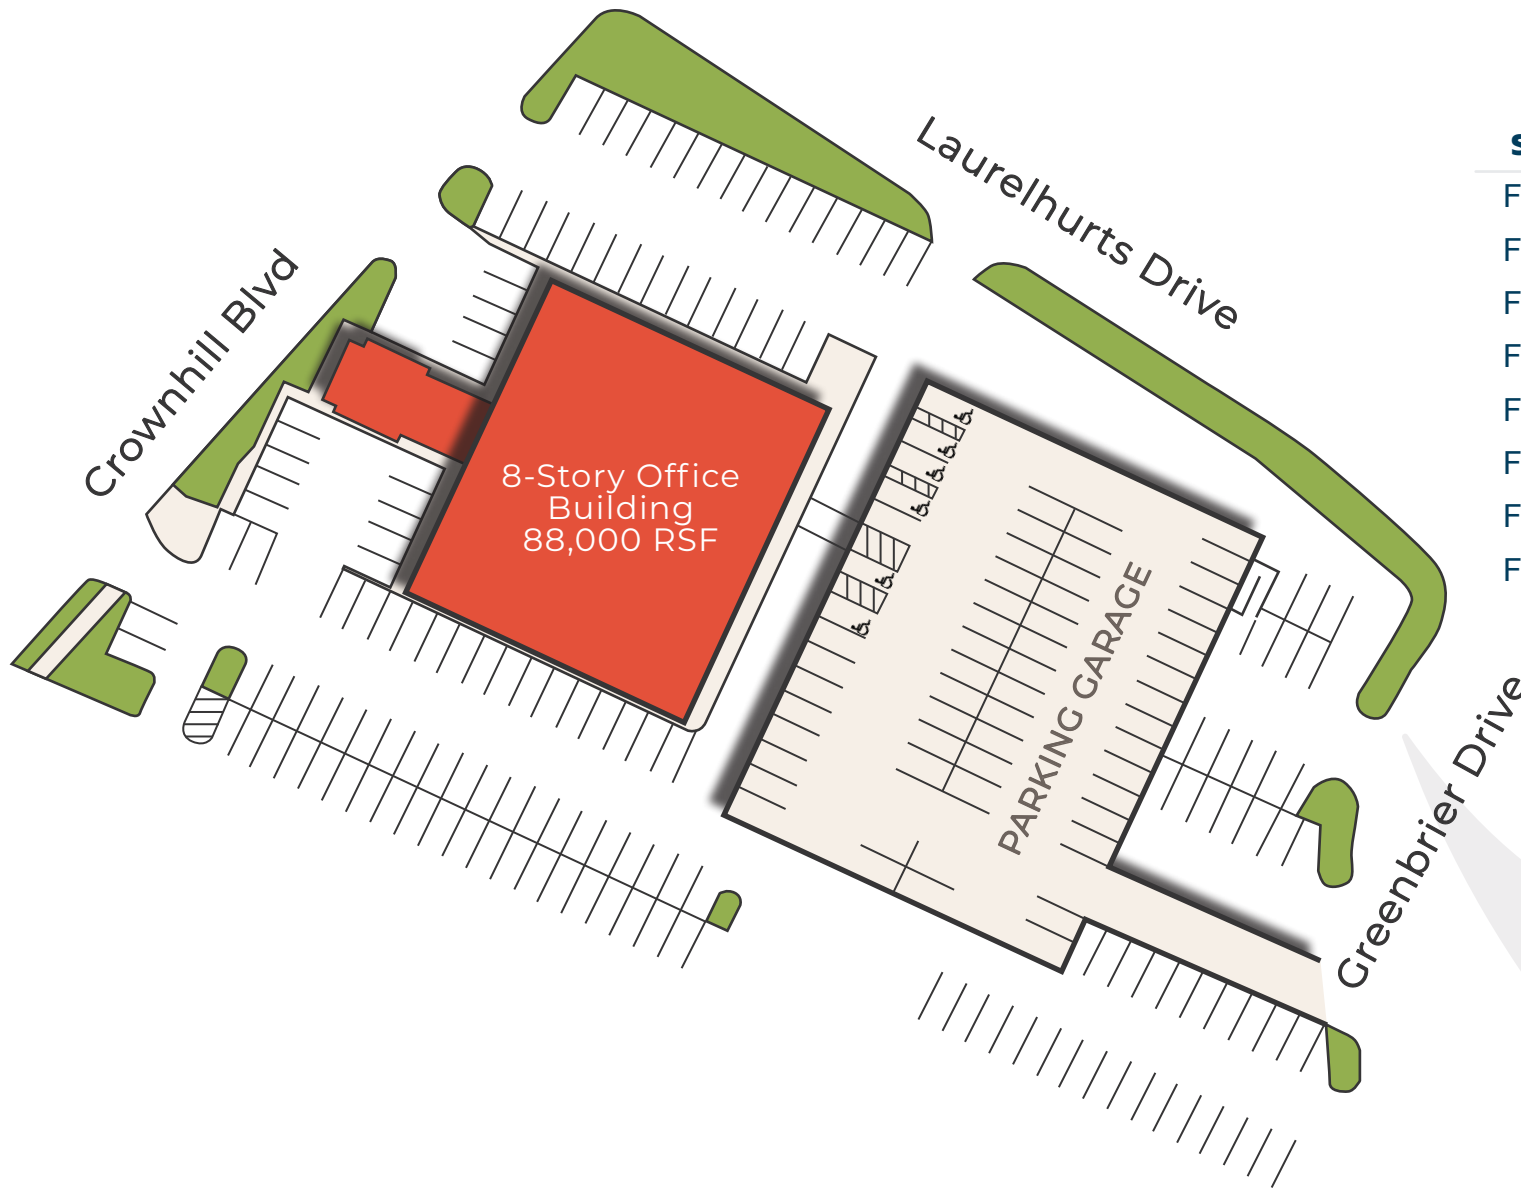 Laurelhurts Drive
Crownhill Blvd
8-Story Office
Building
88,000 RSF
PARKING GARAGE
Greenbrier Drive
s
F
F
F
F
F
F
F
F